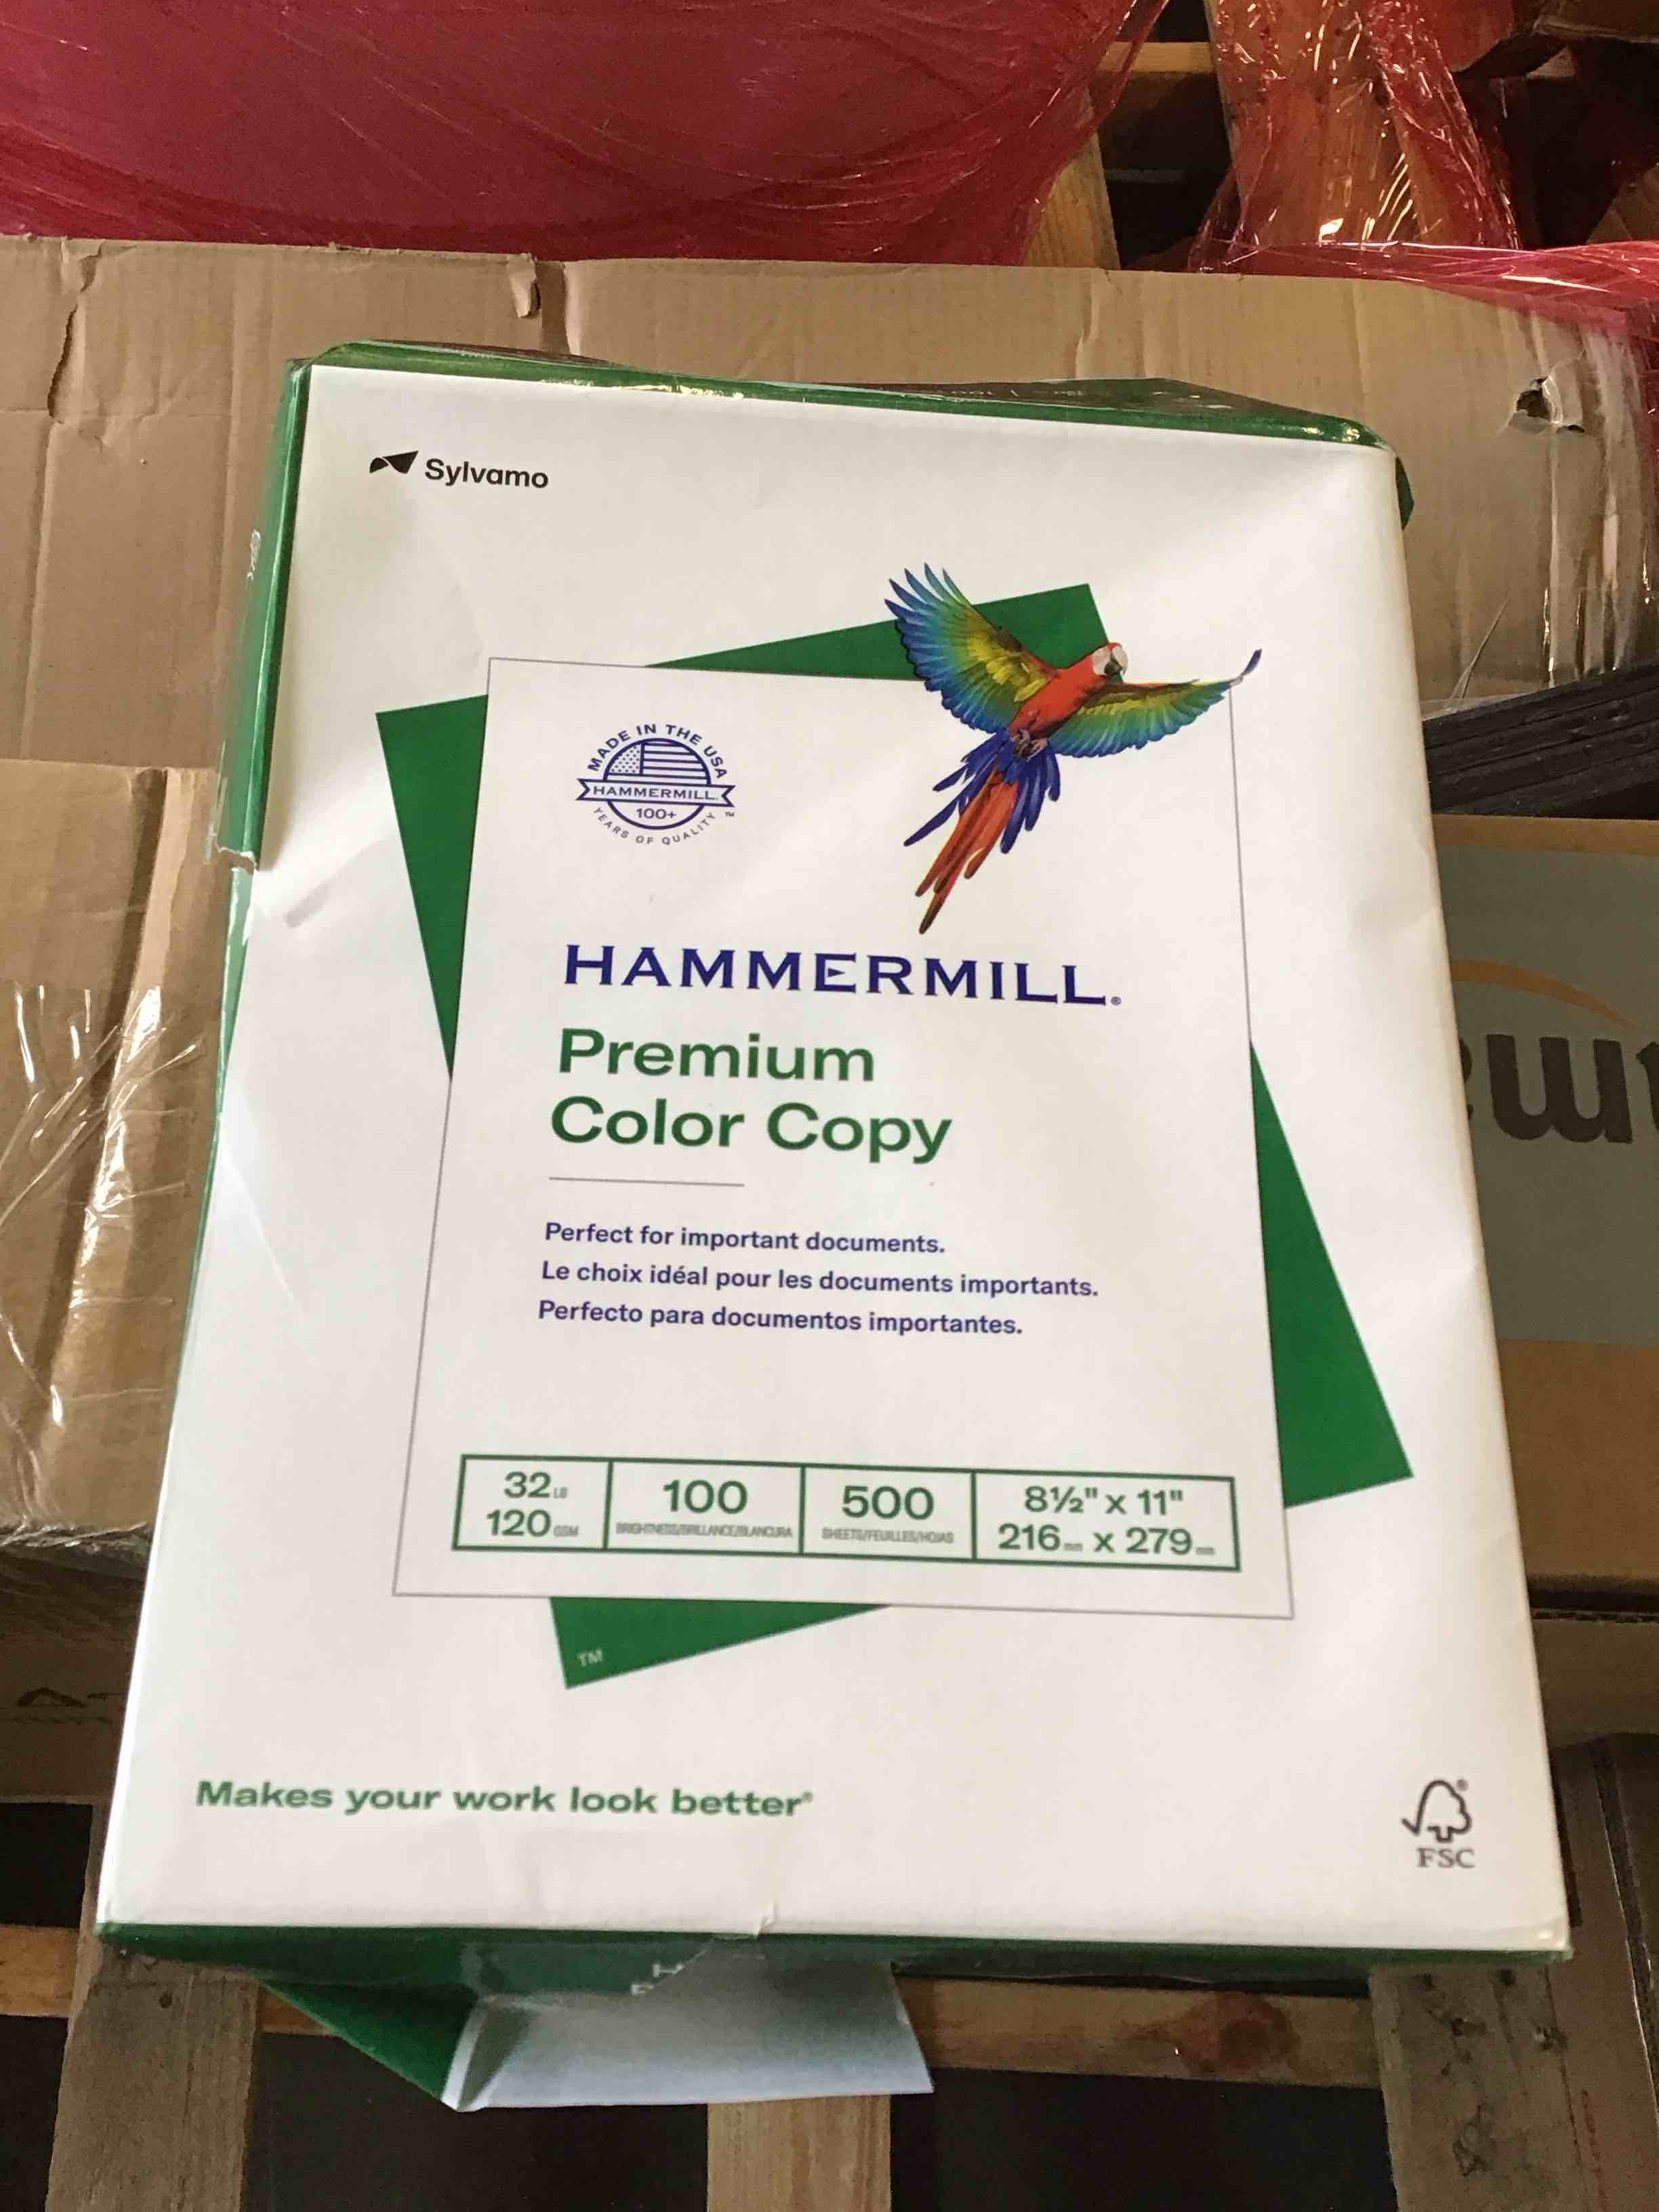 Sylvamo
MADE IN THE USA
HAMMERMILL
100+
YEARS OF QUALITY™
HAMMERMILL®
Premium
Color Copy
Perfect for important documents.
Le choix idéal pour les documents importants.
Perfecto para documentos importantes.
32 LB
120 GSM
100
BRIGHTNESS/BRILLANCE/BLANCURA
500
SHEETS/FEUILLES/HOJAS
8½" x 11"
216 mm x 279 mm
TM
Makes your work look better®
FSC®